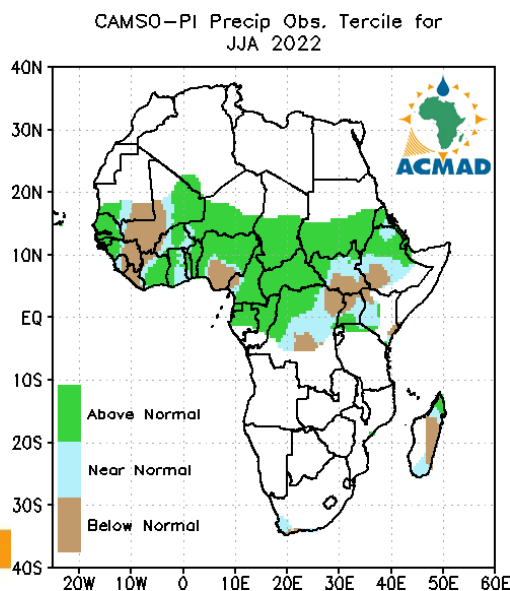 CAMSO-PI Precip Obs. Tercile for
JJA 2022
40N
ACMAD
30N
20N
10N
EQ
10S
Above Normal
20S
Near Normal
30S
Below Normal
40S
20W 10W 0 10E 20E 30E 40E 50E 60E